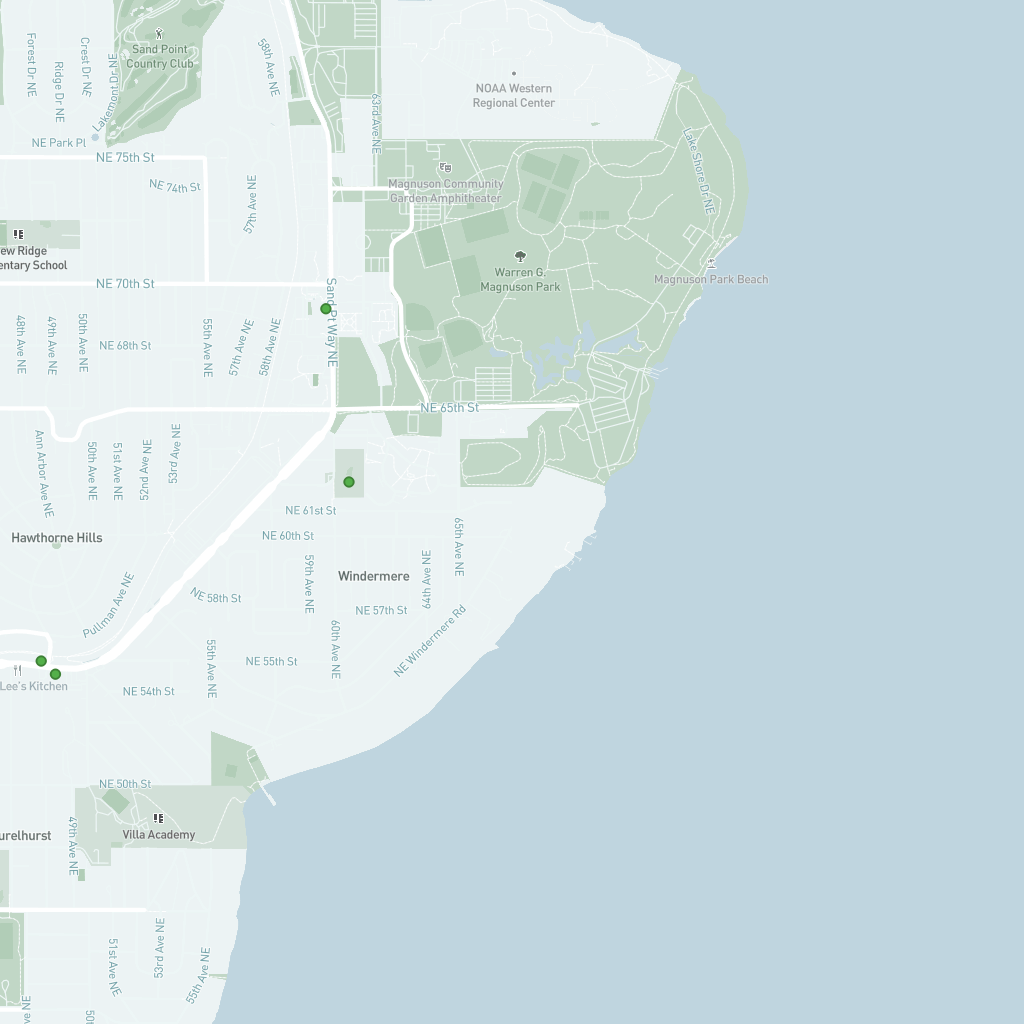 58th Ave NE
Sand Point
Country Club
Forest Dr NE
Crest Dr NE
Ridge Dr NE
Lakemont Dr NE
63rd Ave NE
NOAA Western
Regional Center
NE Park Pl
NE 75th St
NE 74th St
57th Ave NE
Lake Shore Dr NE
Magnuson Community
Garden Amphitheater
ew Ridge
entary School
NE 70th St
Warren G.
Magnuson Park
Magnuson Park Beach
Sand Pt Way NE
48th Ave NE
49th Ave NE
50th Ave NE
NE 68th St
55th Ave NE
57th Ave NE
58th Ave NE
NE 65th St
Ann Arbor Ave NE
50th Ave NE
51st Ave NE
52nd Ave NE
53rd Ave NE
NE 61st St
NE 60th St
65th Ave NE
Hawthorne Hills
Windermere
59th Ave NE
64th Ave NE
Pullman Ave NE
NE 58th St
NE 57th St
60th Ave NE
NE Windermere Rd
55th Ave NE
NE 55th St
Lee's Kitchen
NE 54th St
NE 50th St
49th Ave NE
urelhurst
Villa Academy
51st Ave NE
53rd Ave NE
55th Ave NE
ve NE
50t